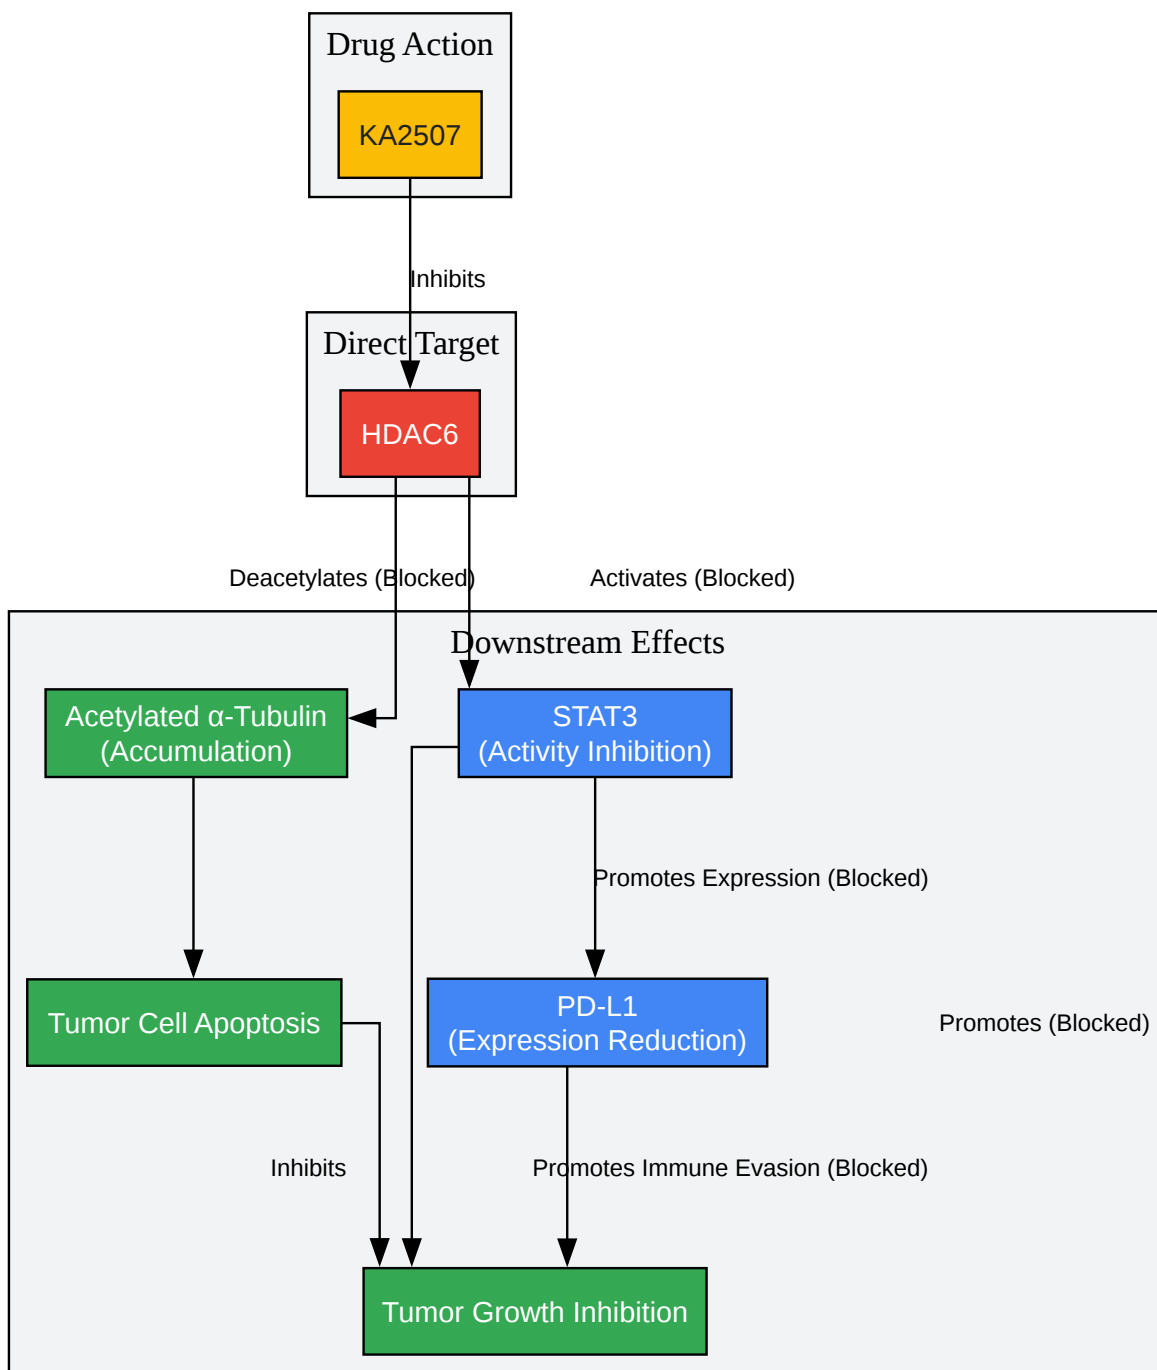 Drug Action
KA2507
Inhibits
Direct Target
HDAC6
Deacetylates (Blocked)
Activates (Blocked)
Downstream Effects
Acetylated α-Tubulin
(Accumulation)
STAT3
(Activity Inhibition)
Promotes Expression (Blocked)
Tumor Cell Apoptosis
PD-L1
(Expression Reduction)
Promotes (Blocked)
Inhibits
Promotes Immune Evasion (Blocked)
Tumor Growth Inhibition